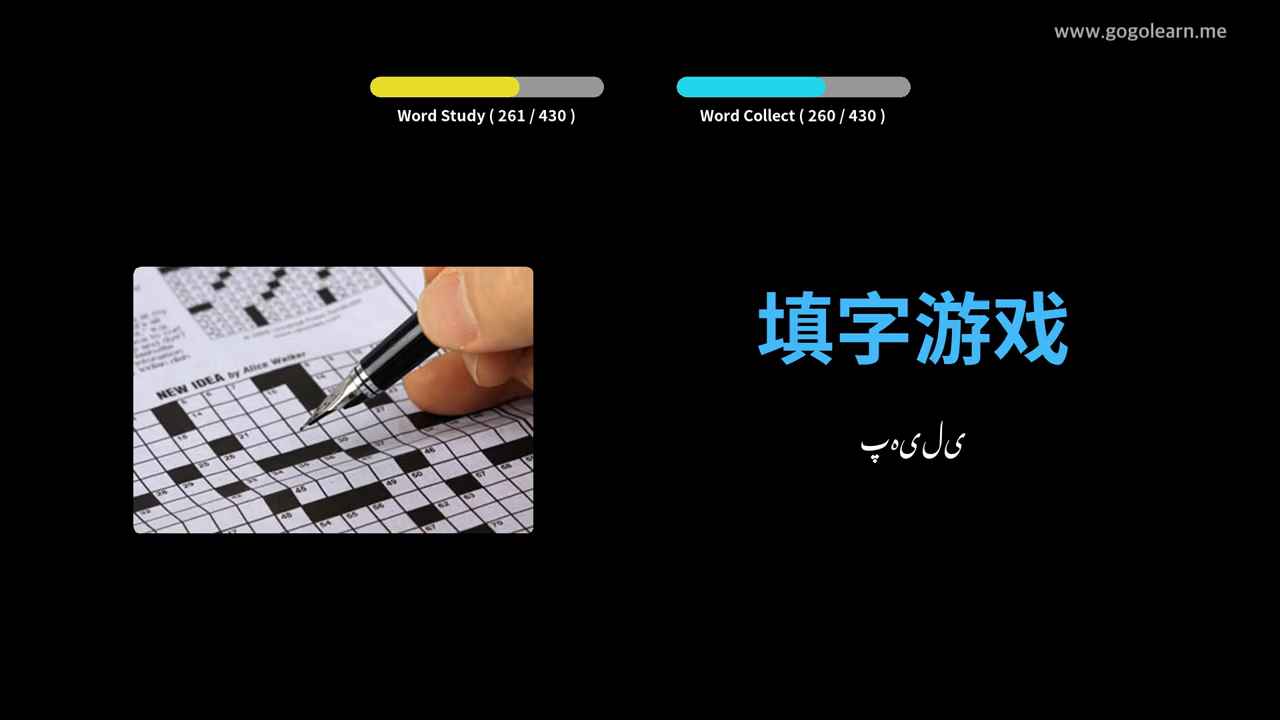 www.gogolearn.me
Word Study ( 261 / 430 )
Word Collect ( 260 / 430 )
填字游戏
پہیلی
NEW IDEA by Alice Walker